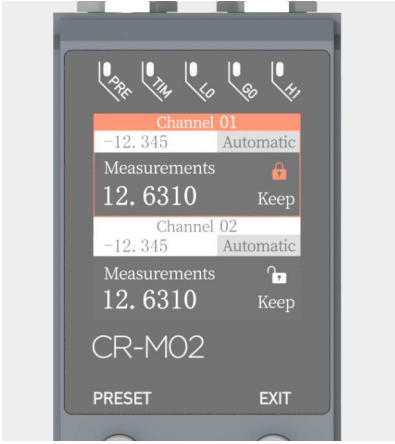 PRE TIM LO GO HI
Channel 01
-12. 345 Automatic
Measurements
12. 6310 Keep
Channel 02
-12. 345 Automatic
Measurements
12. 6310 Keep
CR-M02
PRESET EXIT